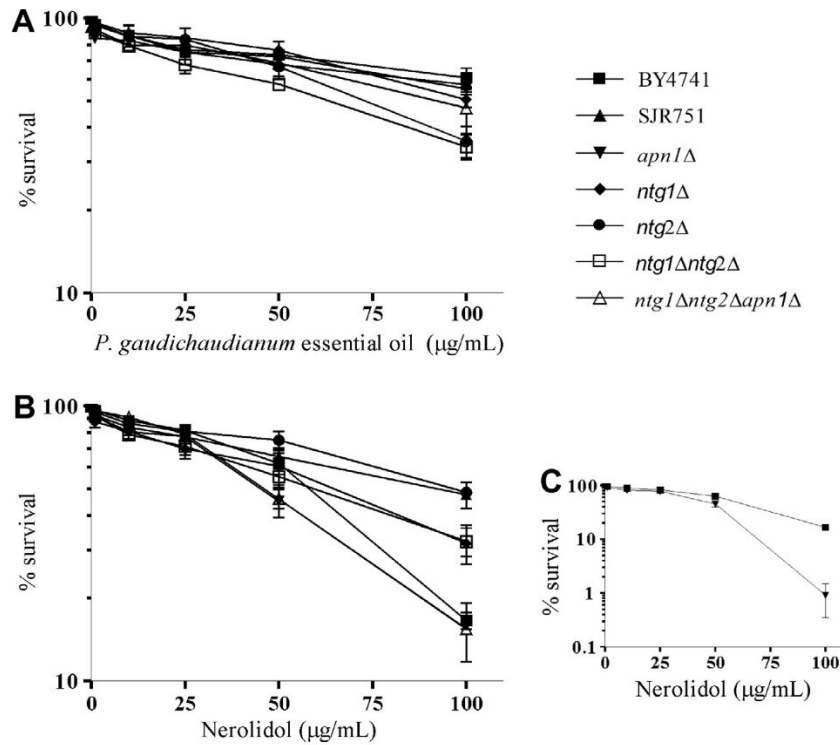 A
100
10
% survival
0 25 50 75 100
P. gaudichaudianum essential oil (µg/mL)
BY4741
SJR751
apn1Δ
ntg1Δ
ntg2Δ
ntg1Δntg2Δ
ntg1Δntg2Δapn1Δ
B
100
10
% survival
0 25 50 75 100
Nerolidol (µg/mL)
C
100
10
1
0.1
% survival
0 25 50 75 100
Nerolidol (µg/mL)